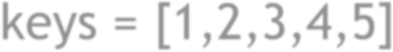 keys = [1,2,3,4,5]